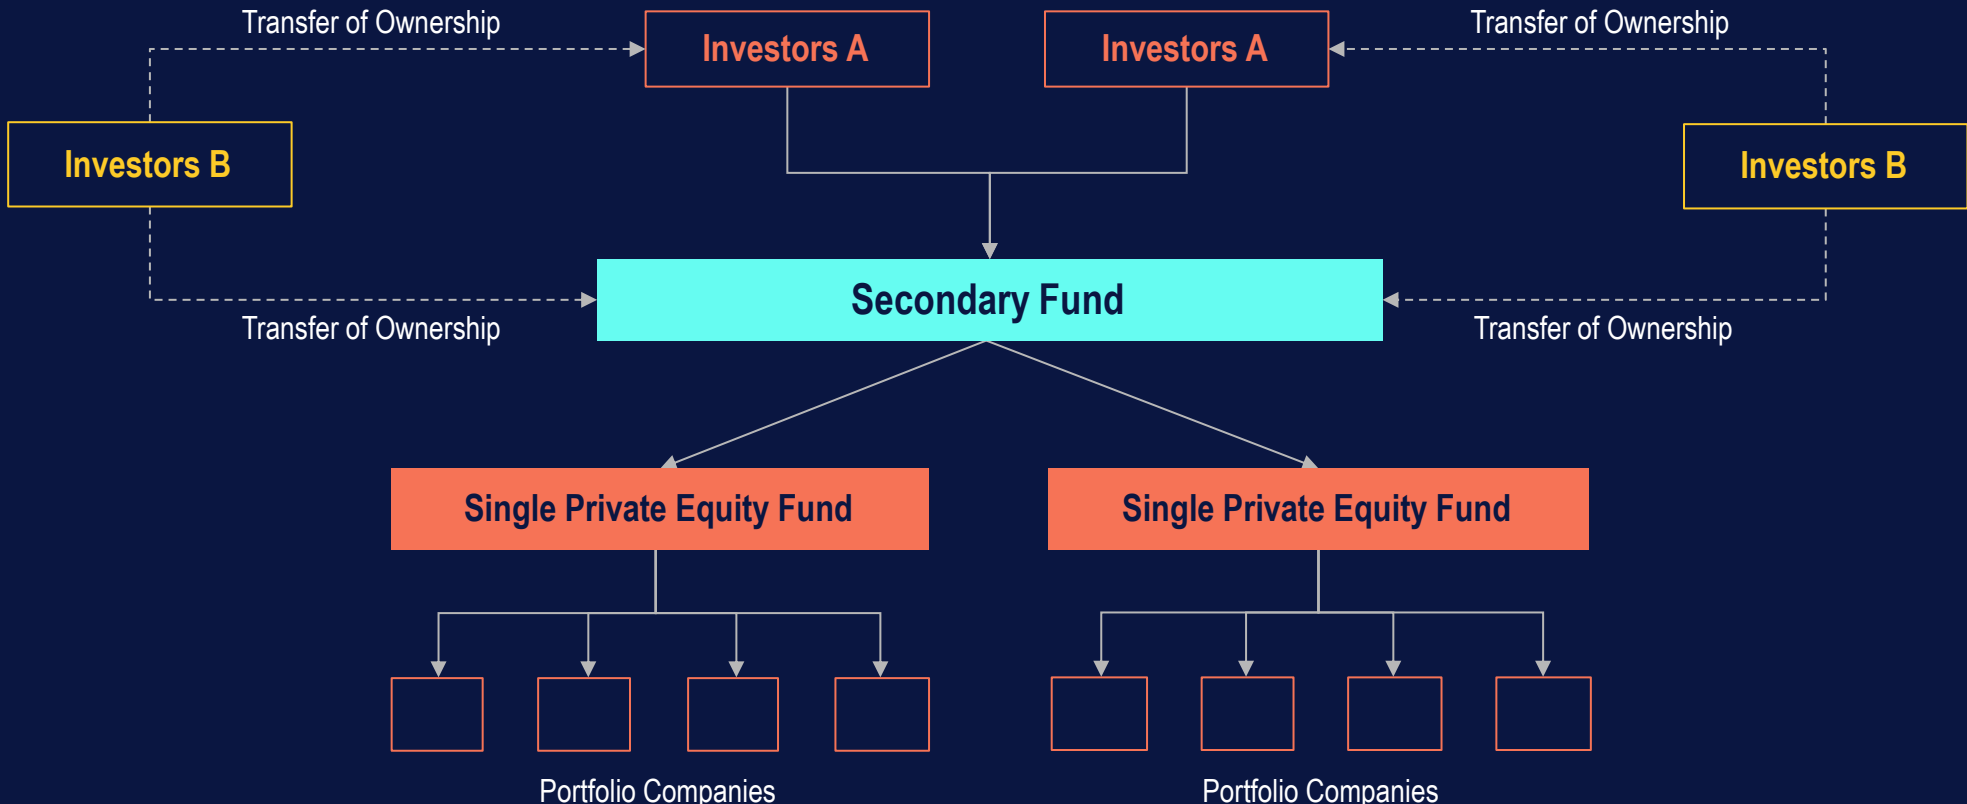 Transfer of Ownership
Investors A
Investors A
Transfer of Ownership
Investors B
Investors B
Secondary Fund
Transfer of Ownership
Transfer of Ownership
Single Private Equity Fund
Single Private Equity Fund
Portfolio Companies
Portfolio Companies